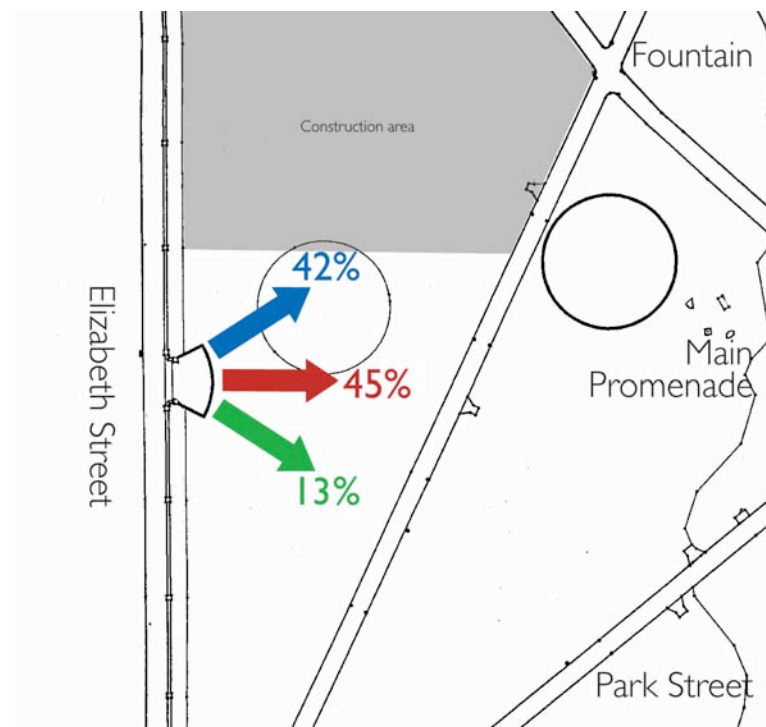 Fountain
Construction area
42%
Elizabeth Street
45%
Main
Promenade
13%
Park Street